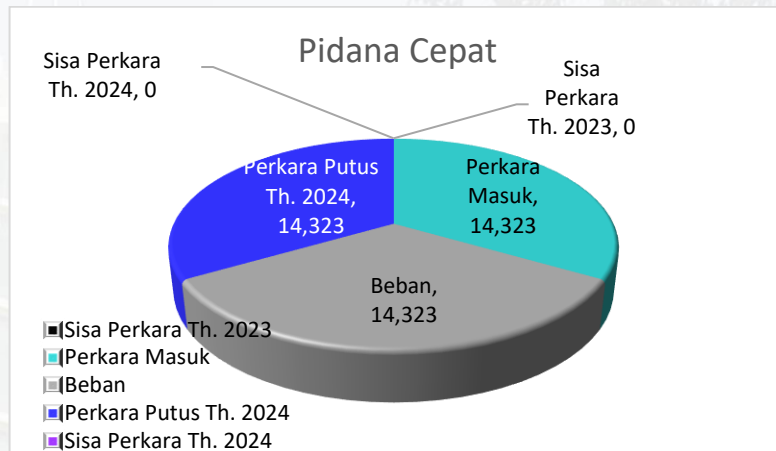 Pidana Cepat
Sisa Perkara
Th. 2024, 0
Sisa
Perkara
Th. 2023, 0
Perkara Putus
Th. 2024,
14,323
Perkara
Masuk,
14,323
Beban,
14,323
Sisa Perkara Th. 2023
Perkara Masuk
Beban
Perkara Putus Th. 2024
Sisa Perkara Th. 2024